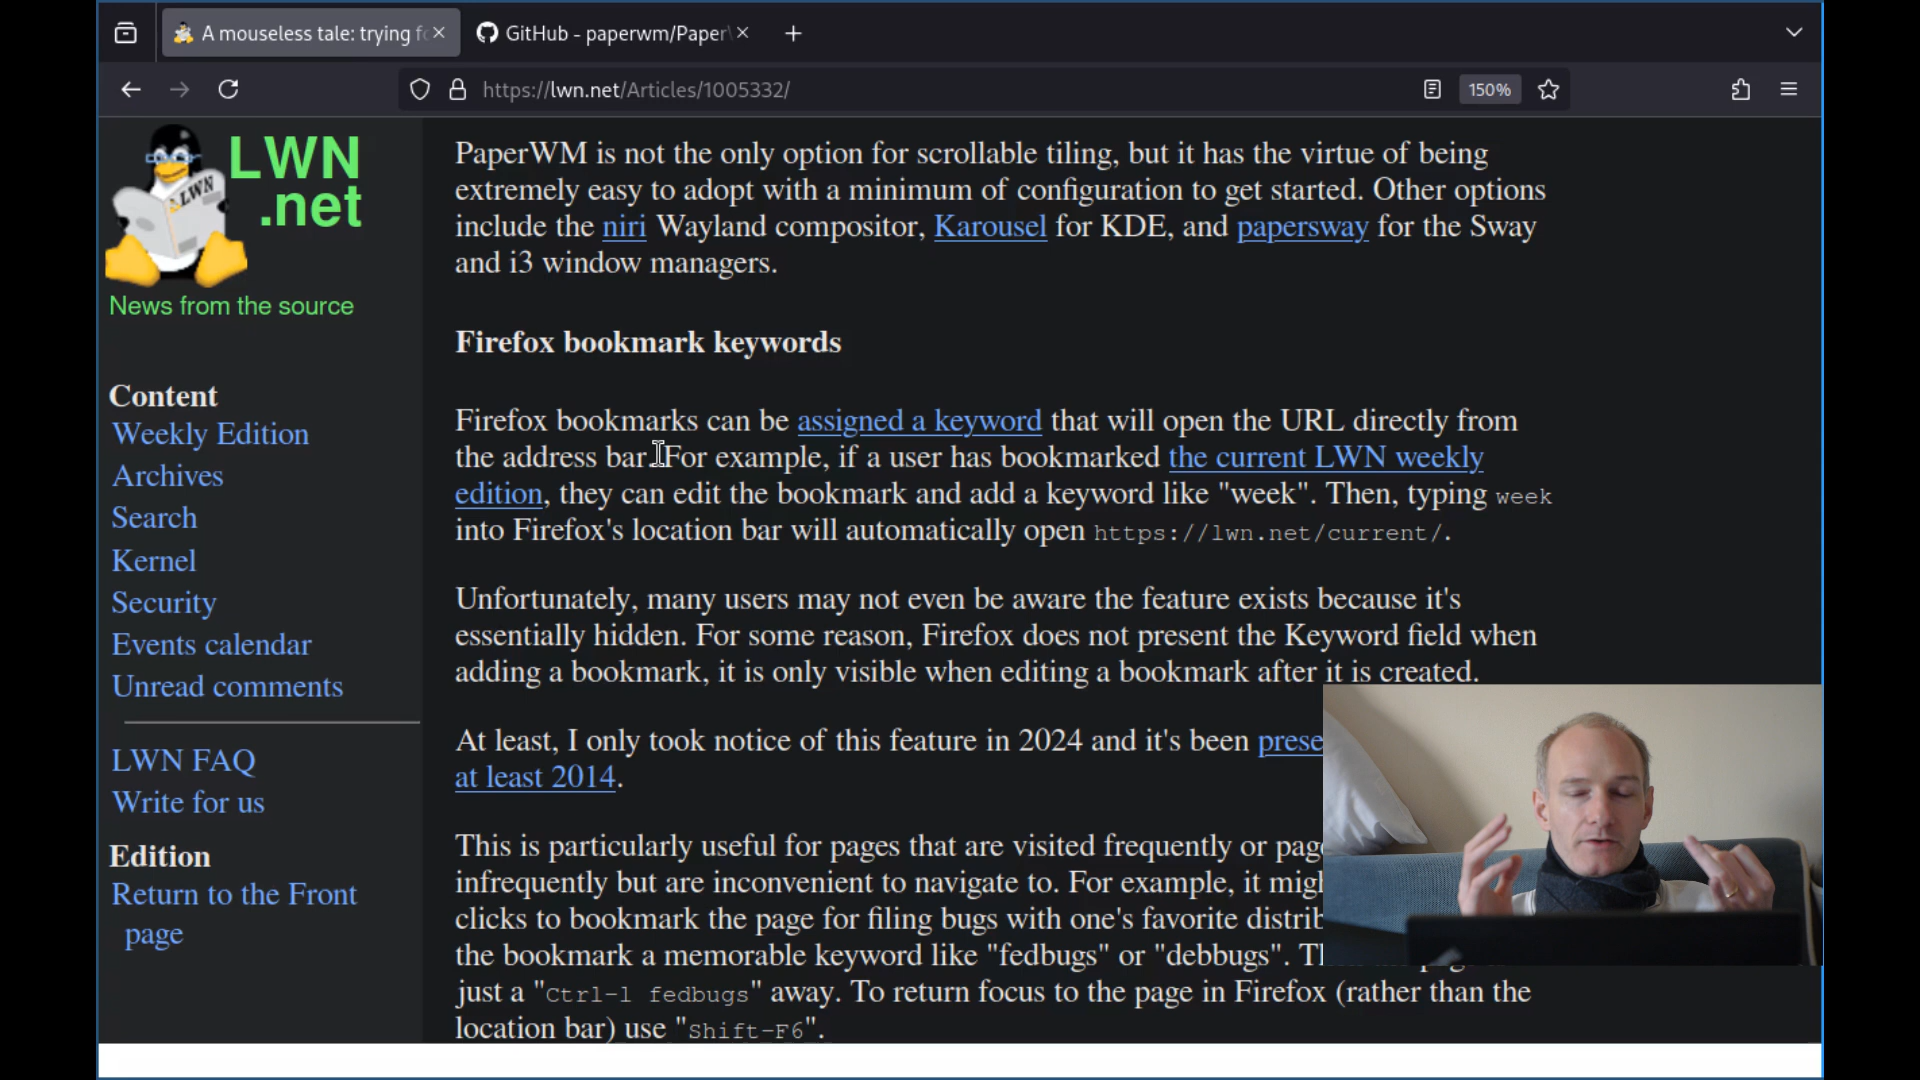 A mouseless tale: trying fo
GitHub - paperwm/Paper
https://lwn.net/Articles/1005332/
150%
LWN
.net
LWN
News from the source
Content
Weekly Edition
Archives
Search
Kernel
Security
Events calendar
Unread comments
LWN FAQ
Write for us
Edition
Return to the Front
page
PaperWM is not the only option for scrollable tiling, but it has the virtue of being
extremely easy to adopt with a minimum of configuration to get started. Other options
include the niri Wayland compositor, Karousel for KDE, and papersway for the Sway
and i3 window managers.
Firefox bookmark keywords
Firefox bookmarks can be assigned a keyword that will open the URL directly from
the address bar. For example, if a user has bookmarked the current LWN weekly
edition, they can edit the bookmark and add a keyword like "week". Then, typing week
into Firefox's location bar will automatically open https://lwn.net/current/.
Unfortunately, many users may not even be aware the feature exists because it's
essentially hidden. For some reason, Firefox does not present the Keyword field when
adding a bookmark, it is only visible when editing a bookmark after it is created.
At least, I only took notice of this feature in 2024 and it's been prese
at least 2014.
This is particularly useful for pages that are visited frequently or page
infrequently but are inconvenient to navigate to. For example, it migh
clicks to bookmark the page for filing bugs with one's favorite distrib
the bookmark a memorable keyword like "fedbugs" or "debbugs".
just a "Ctrl-l fedbugs" away. To return focus to the page in Firefox (rather than the
location bar) use "Shift-F6".